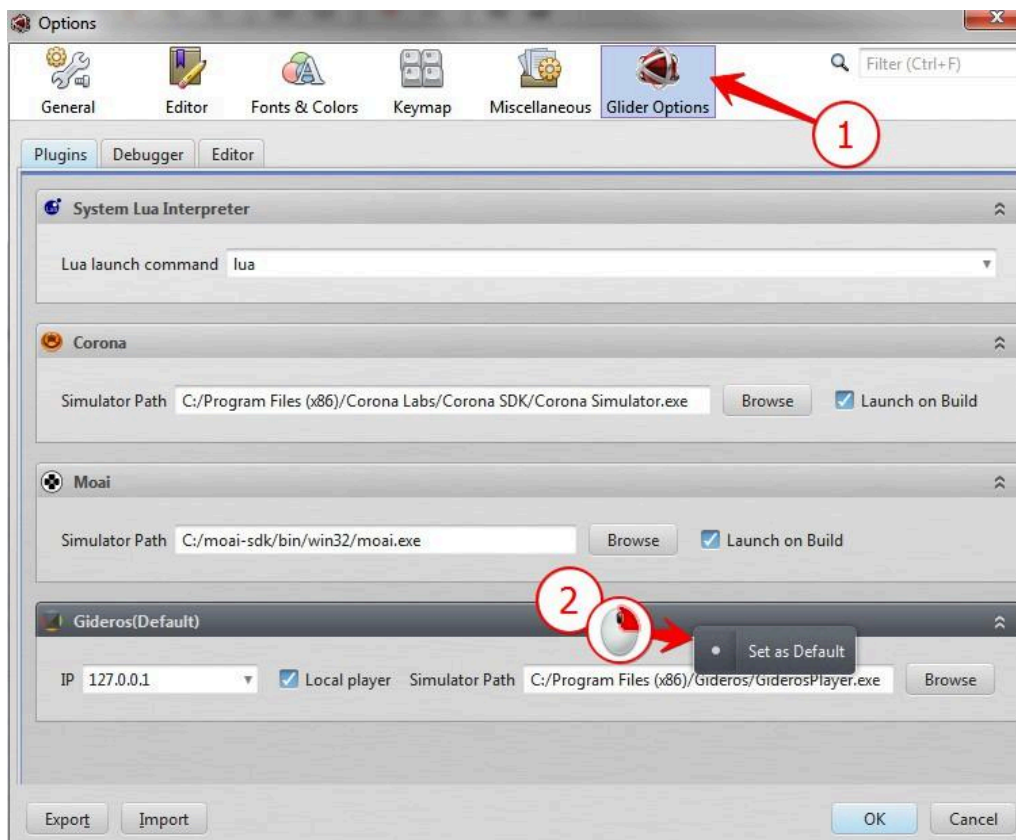 Options
x
General Editor Fonts & Colors Keymap Miscellaneous Glider Options
Filter (Ctrl+F)
1
Plugins Debugger Editor
System Lua Interpreter
Lua launch command lua
Corona
Simulator Path C:/Program Files (x86)/Corona Labs/Corona SDK/Corona Simulator.exe Browse Launch on Build
Moai
Simulator Path C:/moai-sdk/bin/win32/moai.exe Browse Launch on Build
2
Gideros(Default)
Set as Default
IP 127.0.0.1 Local player Simulator Path C:/Program Files (x86)/Gideros/GiderosPlayer.exe Browse
Export Import OK Cancel